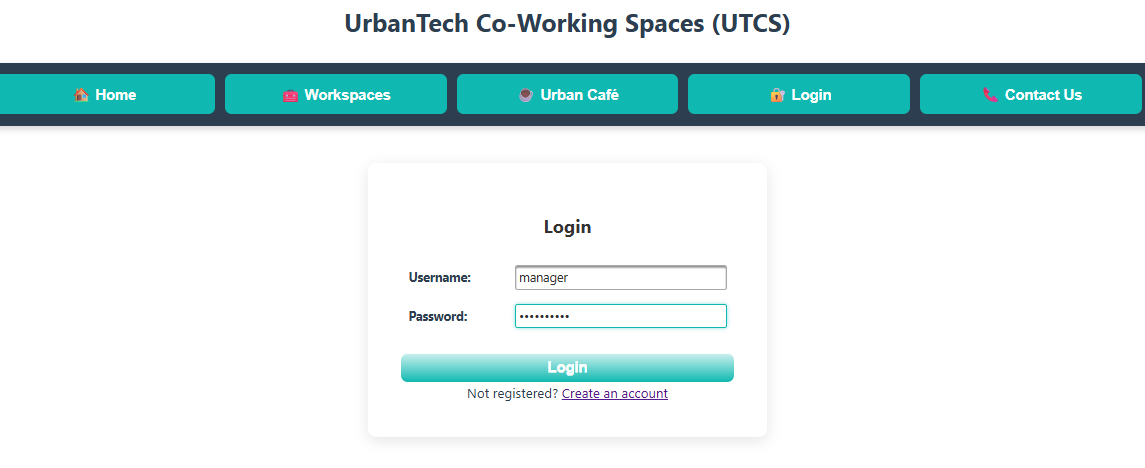 UrbanTech Co-Working Spaces (UTCS)
Home
Workspaces
Urban Café
Login
Contact Us
Login
Username:
manager
Password:
••••••••••
Login
Not registered? Create an account